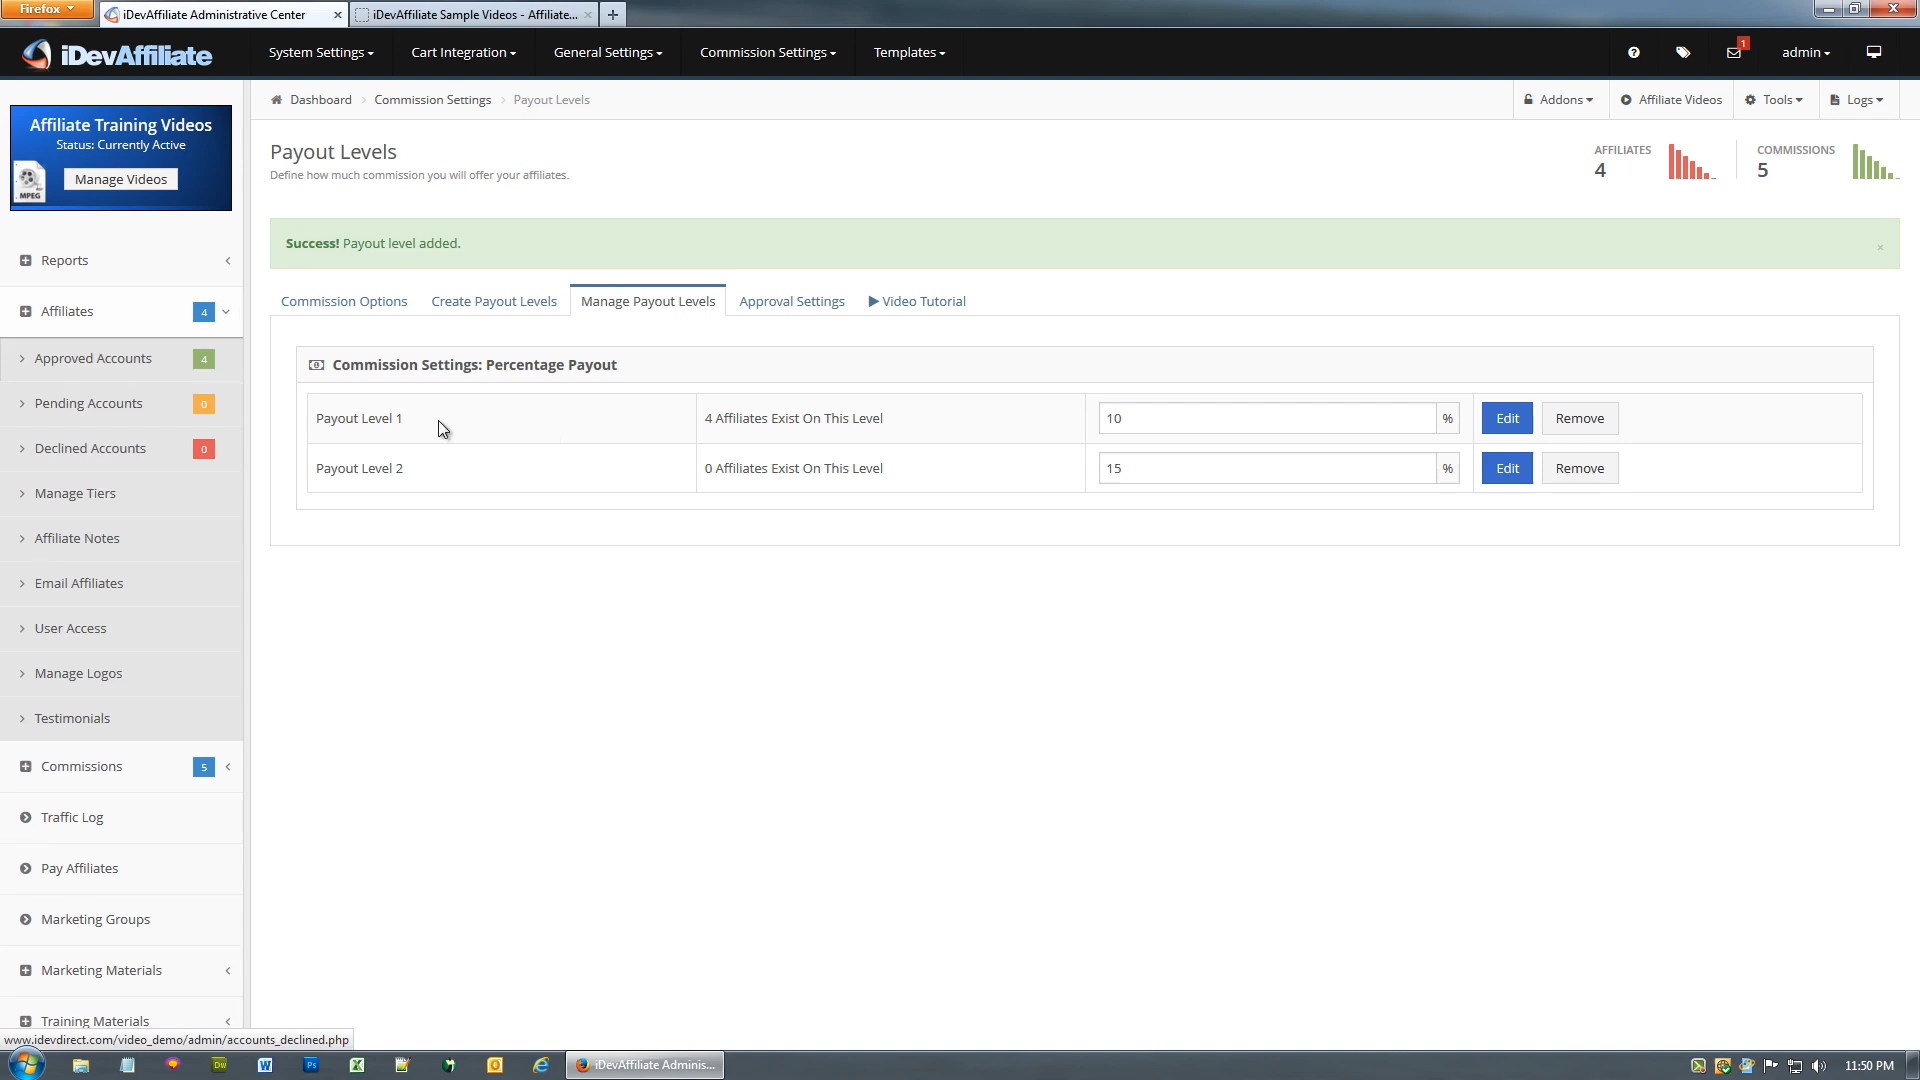 Firefox
iDevAffiliate Administrative Center
iDevAffiliate Sample Videos - Affiliate...
iDevAffiliate
System Settings
Cart Integration
General Settings
Commission Settings
Templates
1
admin
Affiliate Training Videos
Status: Currently Active
Manage Videos
MPEG
Dashboard
Commission Settings
Payout Levels
Addons
Affiliate Videos
Tools
Logs
Payout Levels
Define how much commission you will offer your affiliates.
AFFILIATES
4
COMMISSIONS
5
Success! Payout level added.
×
Commission Options
Create Payout Levels
Manage Payout Levels
Approval Settings
Video Tutorial
Commission Settings: Percentage Payout
Payout Level 1
4 Affiliates Exist On This Level
10
%
Edit
Remove
Payout Level 2
0 Affiliates Exist On This Level
15
%
Edit
Remove
Reports
Affiliates
4
Approved Accounts
4
Pending Accounts
0
Declined Accounts
0
Manage Tiers
Affiliate Notes
Email Affiliates
User Access
Manage Logos
Testimonials
Commissions
5
Traffic Log
Pay Affiliates
Marketing Groups
Marketing Materials
Training Materials
www.idevdirect.com/video_demo/admin/accounts_declined.php
Dw
W
Ps
iDevAffiliate Adminis...
11:50 PM